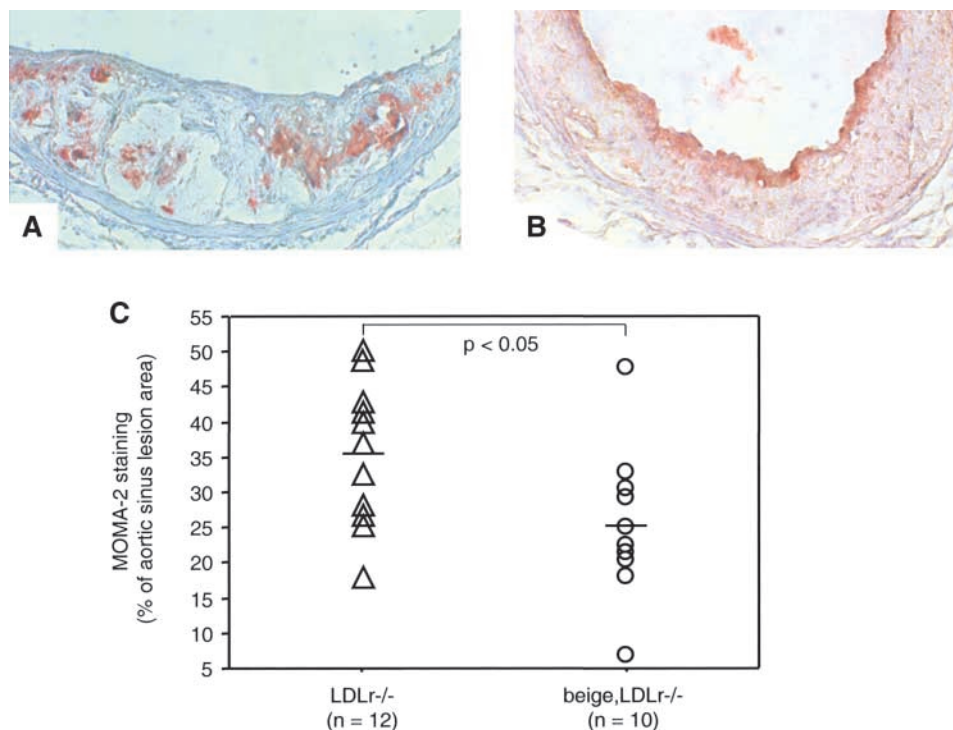 A
B
C
MOMA-2 staining
(% of aortic sinus lesion area)
55
50
45
40
35
30
25
20
15
10
5
p < 0.05
LDLr-/-
(n = 12)
beige,LDLr-/-
(n = 10)